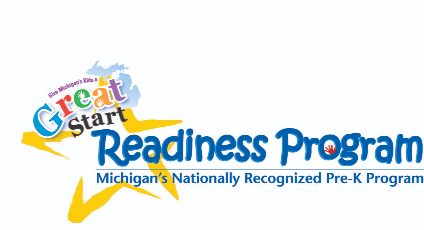 Give Michigan's Kids a
Great
Start
Readiness Program
Michigan's Nationally Recognized Pre-K Program